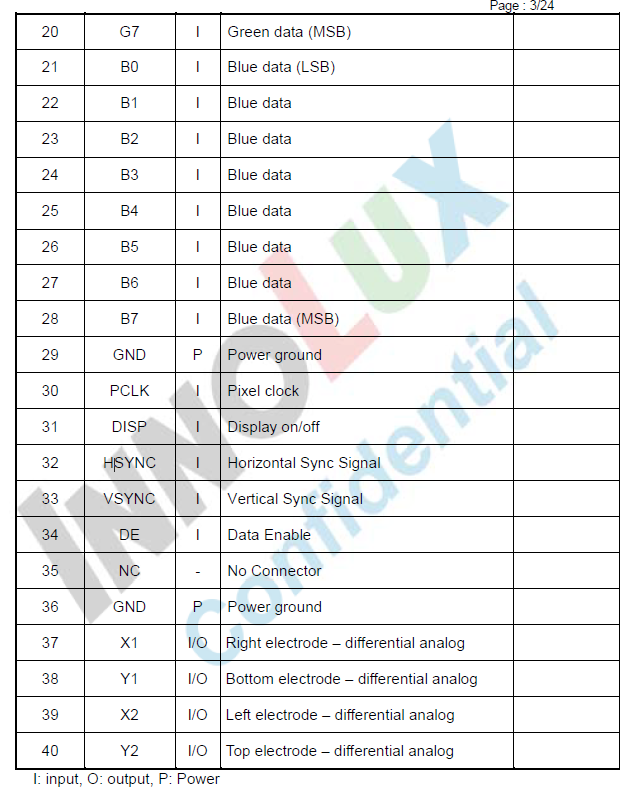 Page : 3/24
20 G7 I Green data (MSB)
21 B0 I Blue data (LSB)
22 B1 I Blue data
23 B2 I Blue data
24 B3 I Blue data
25 B4 I Blue data
26 B5 I Blue data
27 B6 I Blue data
28 B7 I Blue data (MSB)
29 GND P Power ground
30 PCLK I Pixel clock
31 DISP I Display on/off
32 HSYNC I Horizontal Sync Signal
33 VSYNC I Vertical Sync Signal
34 DE I Data Enable
35 NC - No Connector
36 GND P Power ground
37 X1 I/O Right electrode – differential analog
38 Y1 I/O Bottom electrode – differential analog
39 X2 I/O Left electrode – differential analog
40 Y2 I/O Top electrode – differential analog
I: input, O: output, P: Power
INNOLUX
Confidential